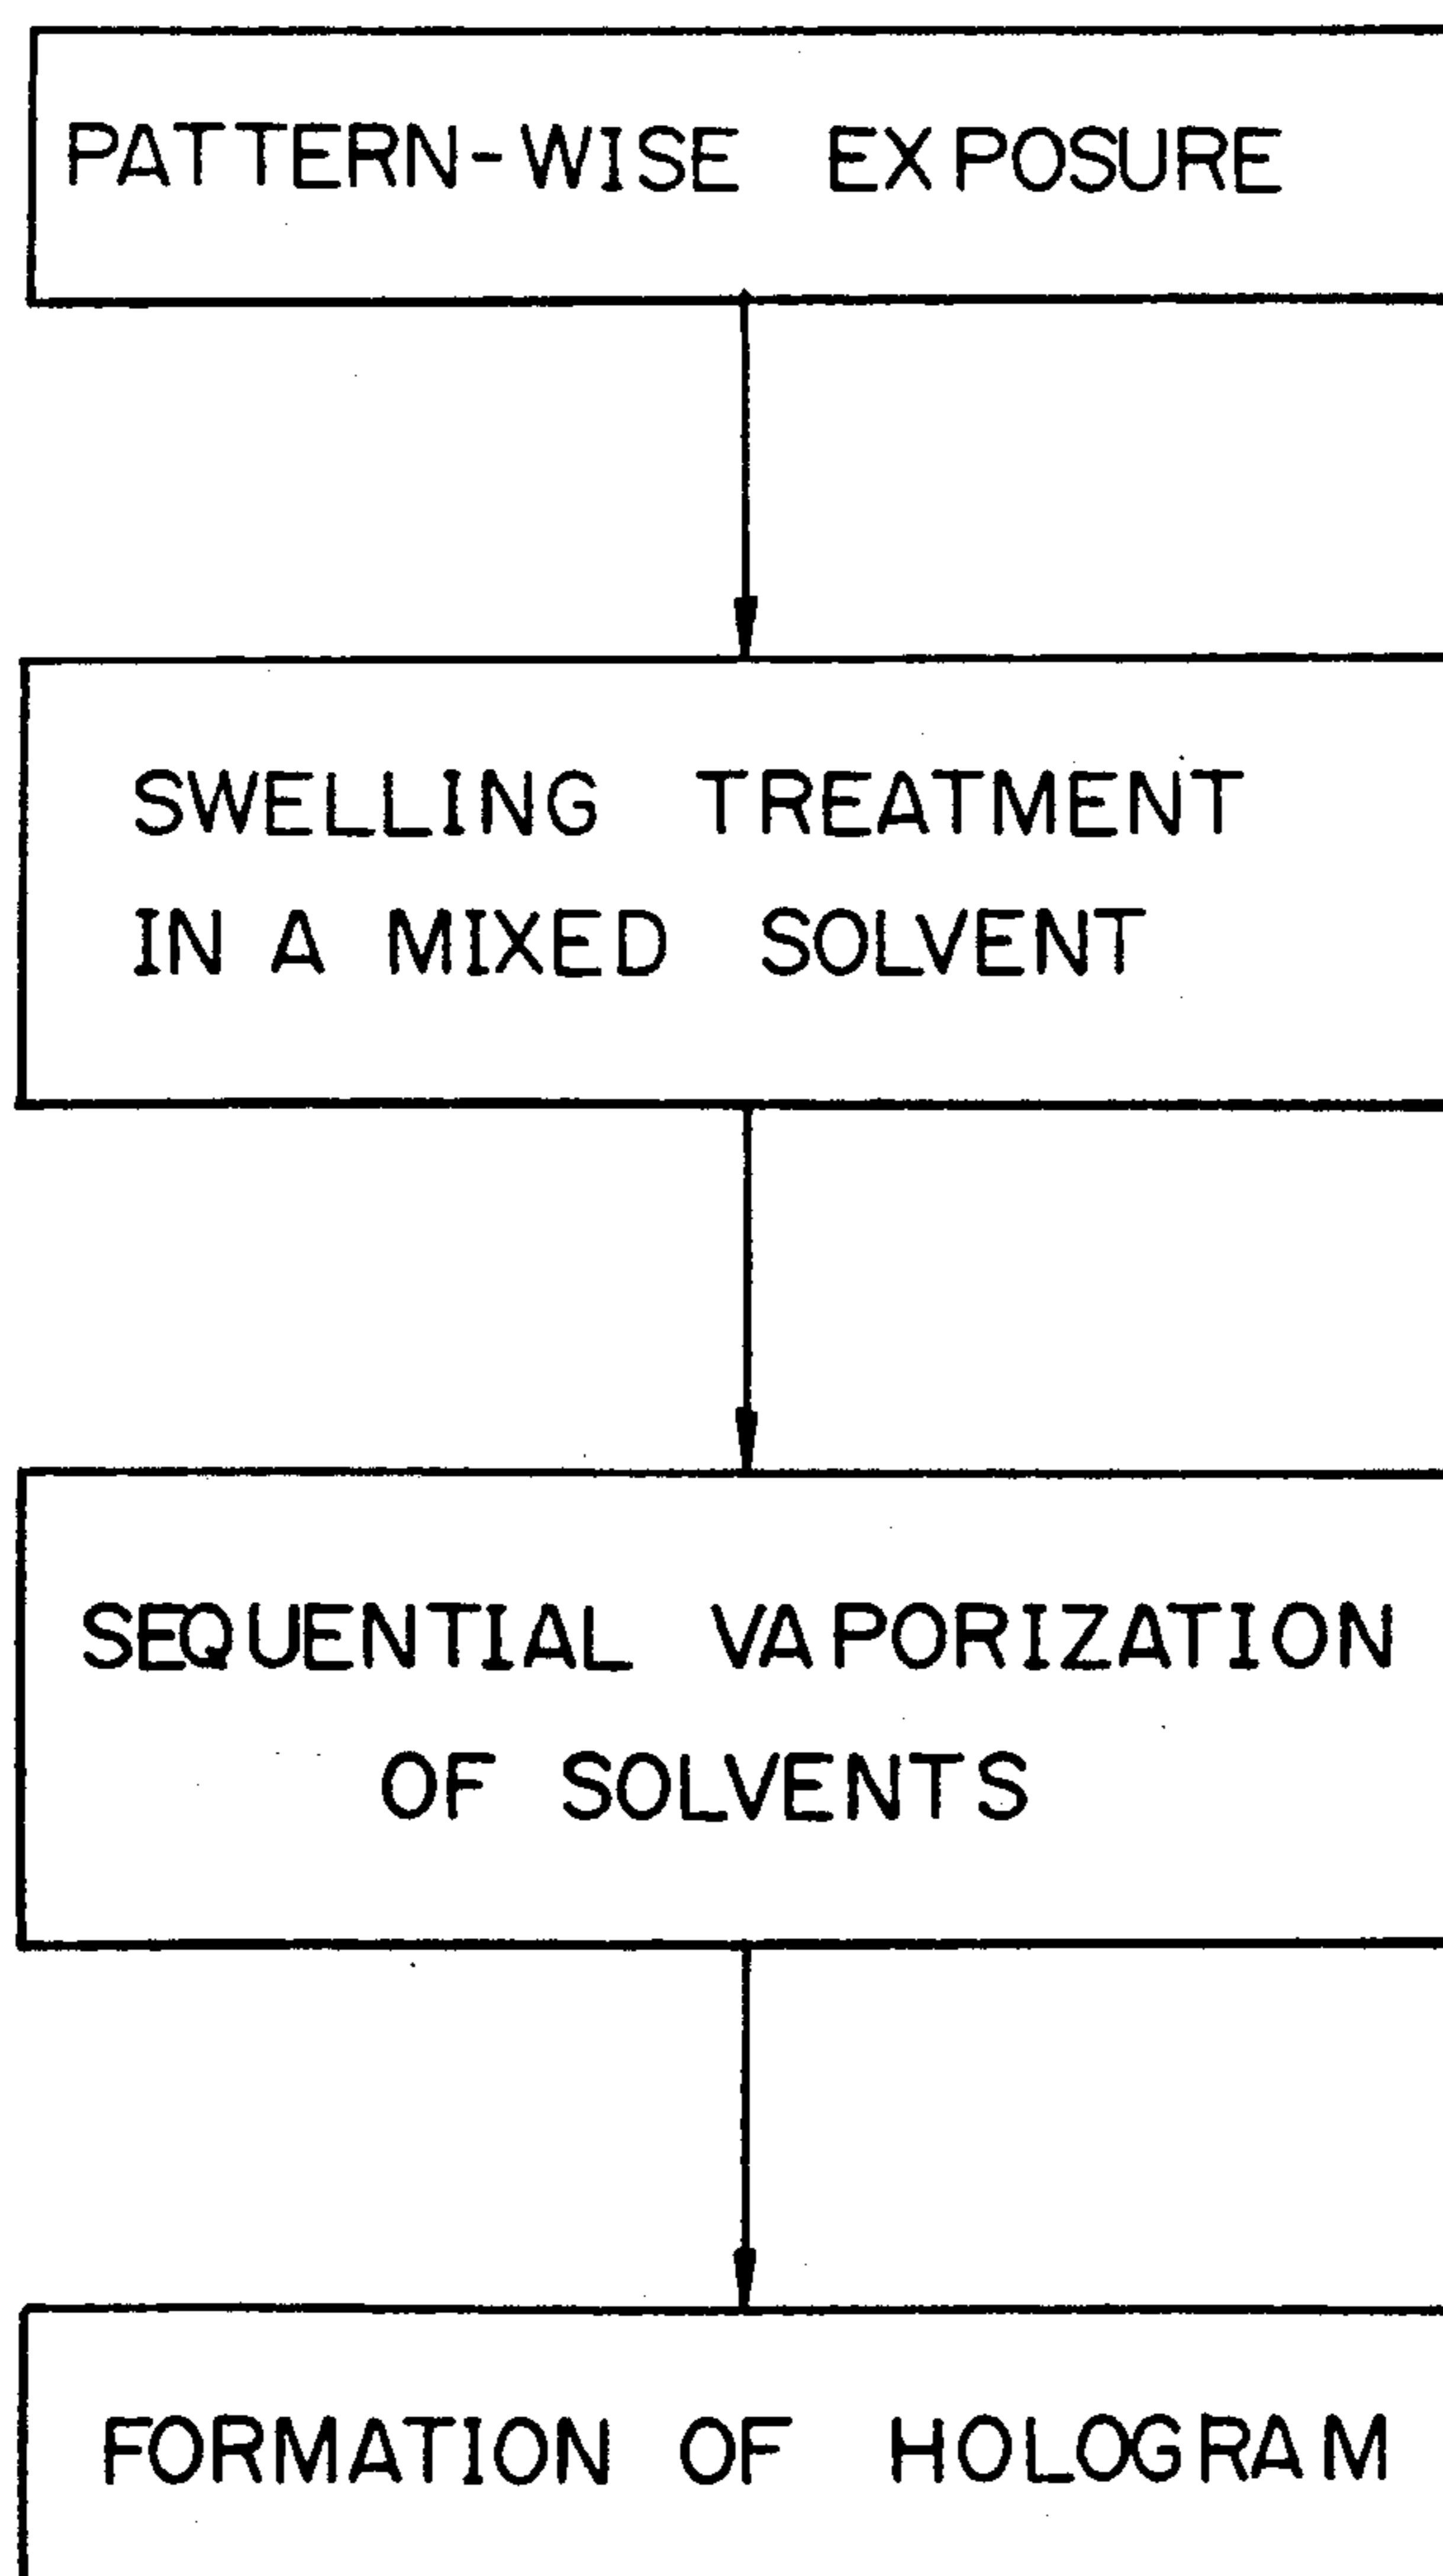 PATTERN-WISE EXPOSURE
SWELLING TREATMENT
IN A MIXED SOLVENT
SEQUENTIAL VAPORIZATION
OF SOLVENTS
FORMATION OF HOLOGRAM